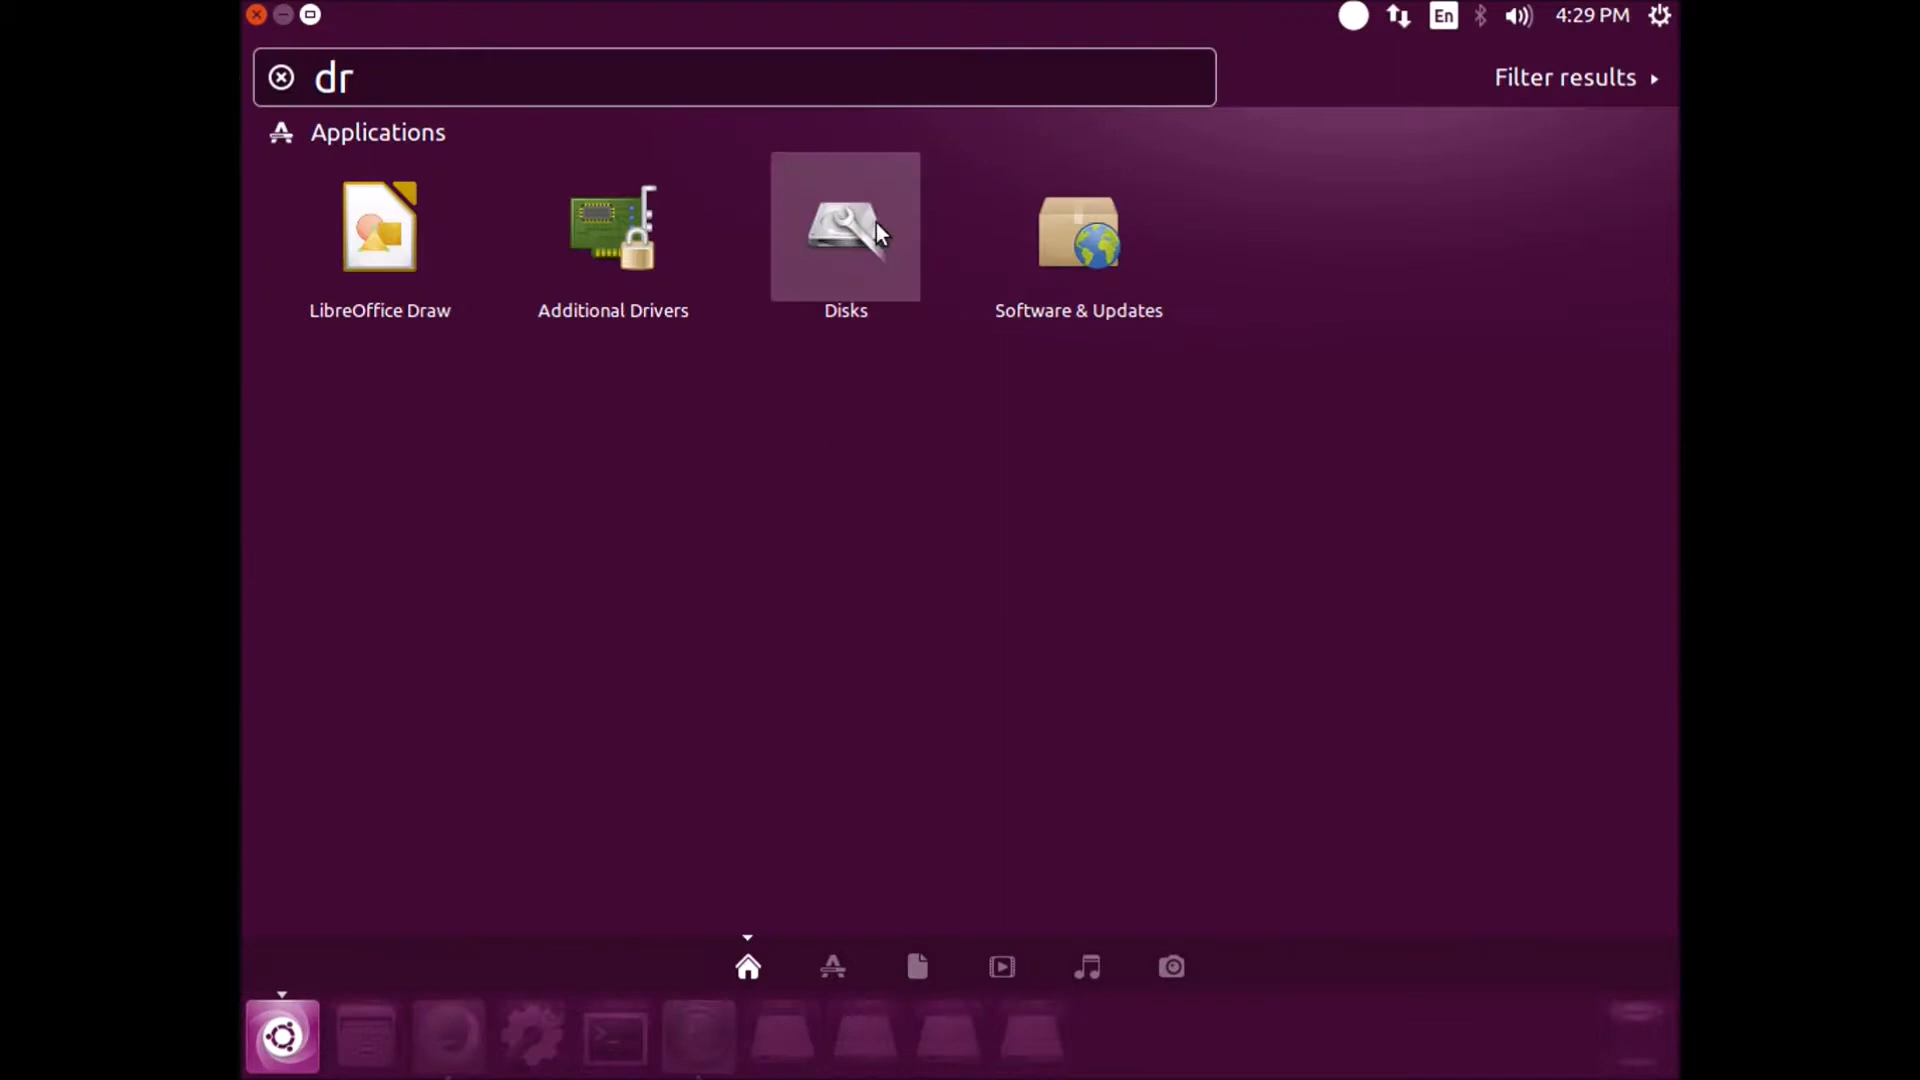 En 4:29 PM
dr
Filter results
Applications
LibreOffice Draw
Additional Drivers
Disks
Software & Updates